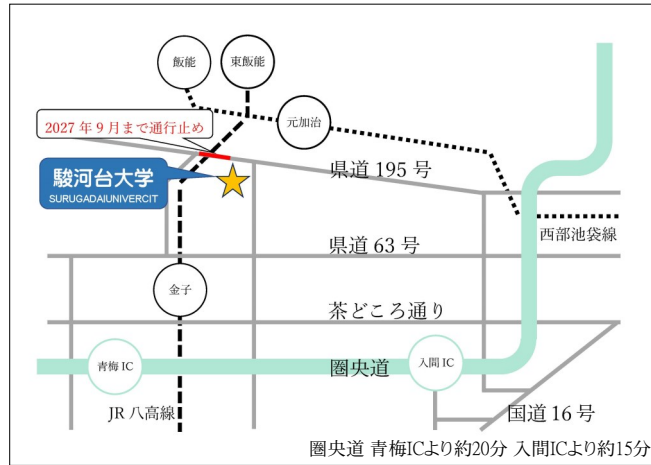 飯能
東飯能
2027年9月まで通行止め
元加治
県道 195 号
駿河台大学
SURUGADAIUNIVERCIT
西部池袋線
県道 63 号
金子
茶どころ通り
青梅 IC
圏央道
入間 IC
JR 八高線
国道 16 号
圏央道 青梅ICより約20分 入間ICより約15分